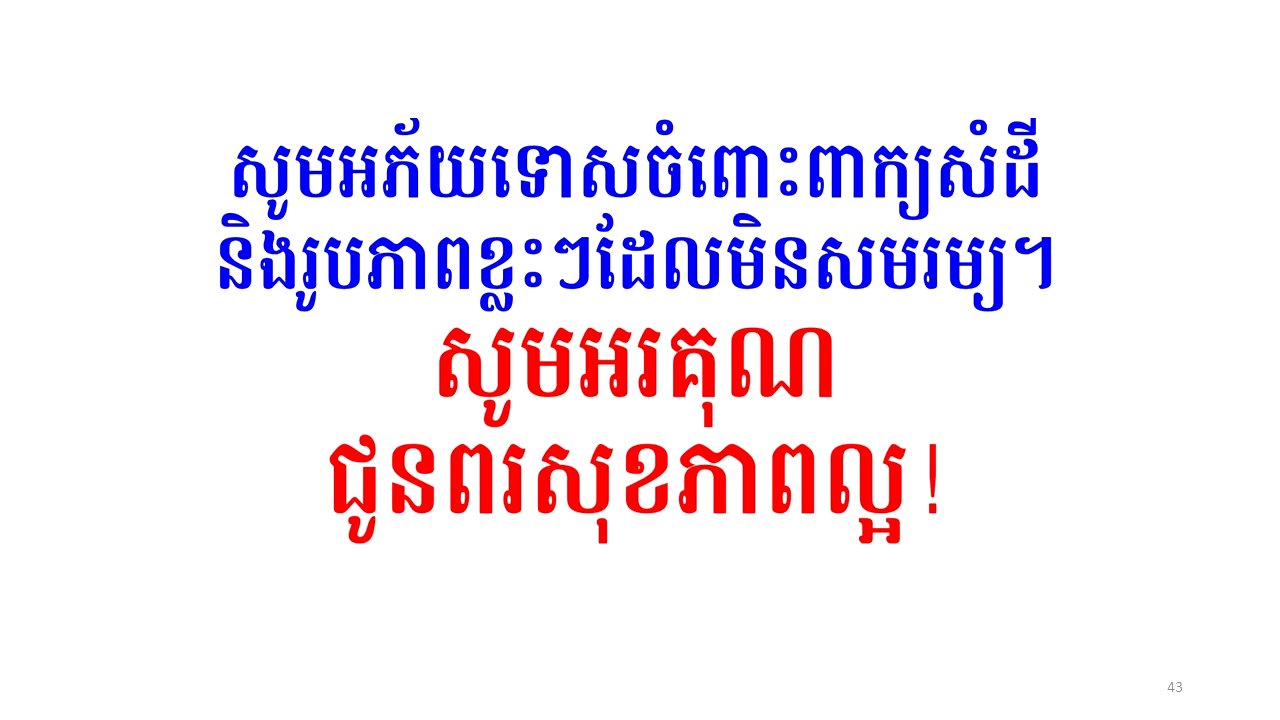 សូមអភ័យទោសចំពោះពាក្យសំដី
និងរូបភាពខ្លះៗដែលមិនសមរម្យ។
សូមអរគុណ
ជូនពរសុខភាពល្អ!
43